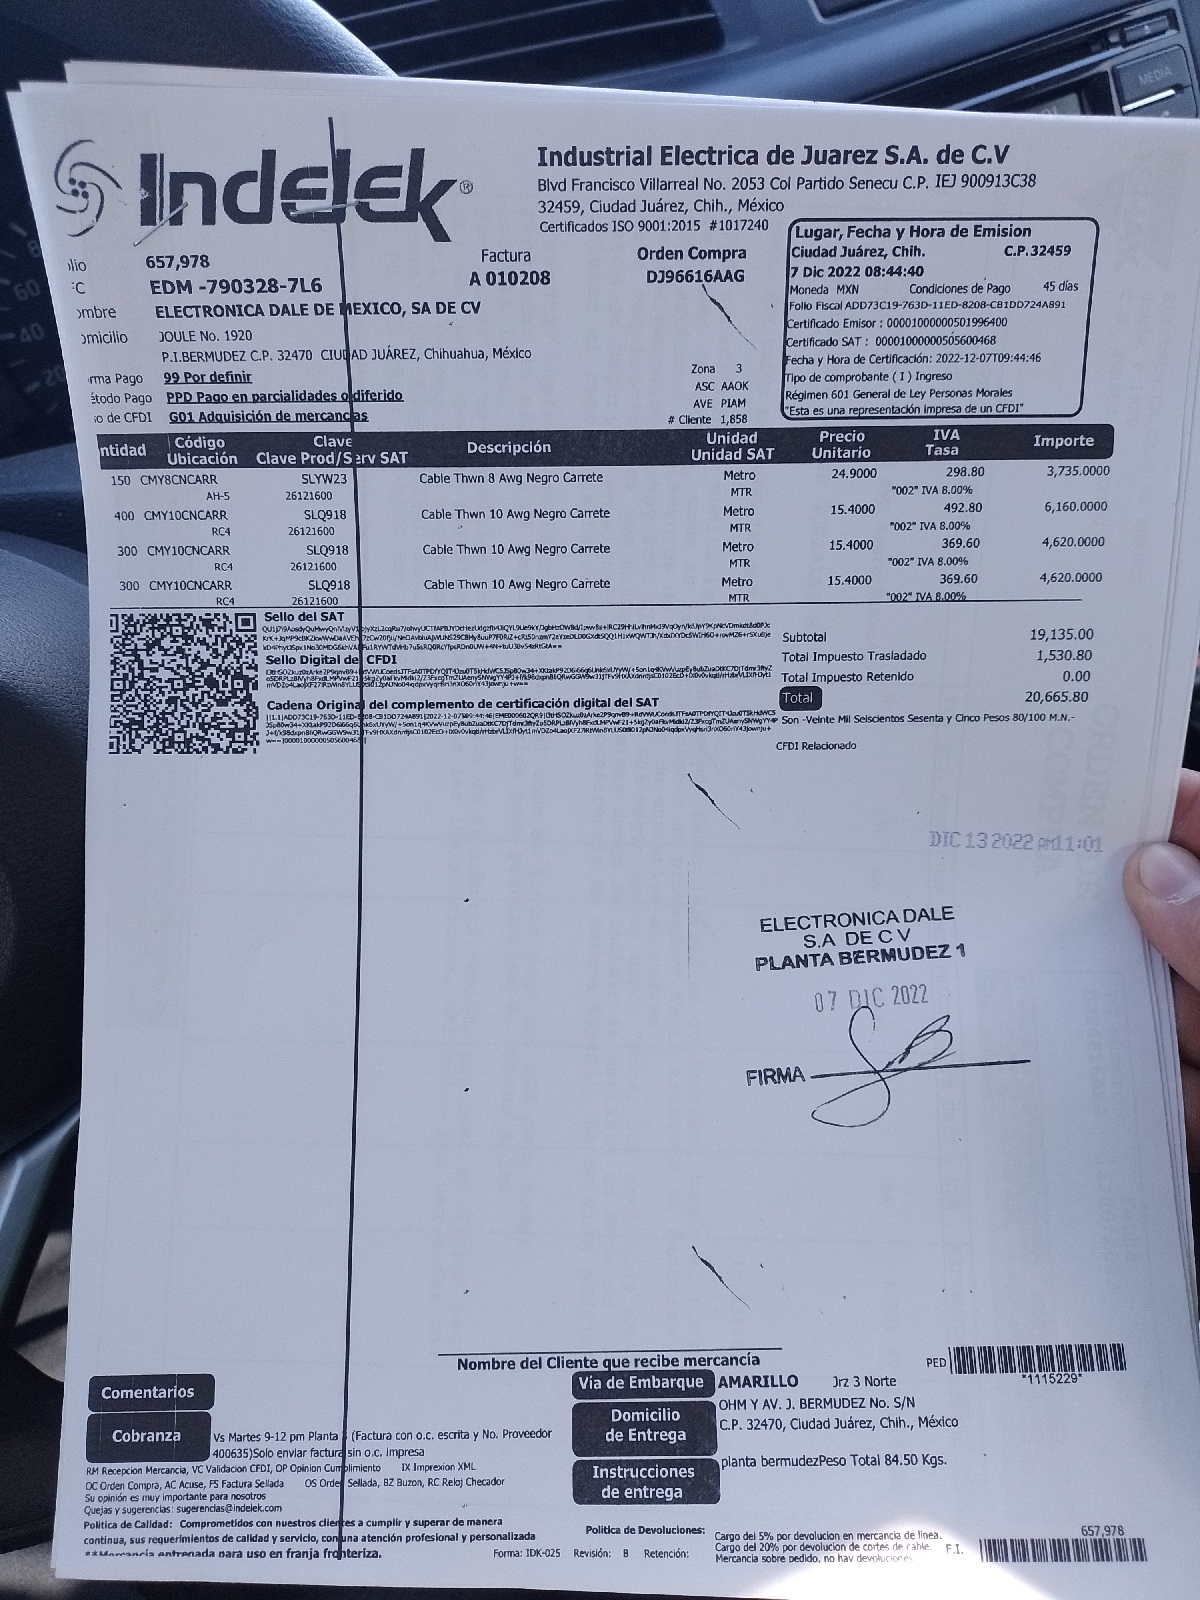 MEDIA
Indelek®
Industrial Electrica de Juarez S.A. de C.V
Blvd Francisco Villarreal No. 2053 Col Partido Senecu C.P. IEJ 900913C38
32459, Ciudad Juárez, Chih., México
Certificados ISO 9001:2015 #1017240
lio 657,978
Factura
A 010208
Orden Compra
DJ96616AAG
Lugar, Fecha y Hora de Emision
Ciudad Juárez, Chih. C.P.32459
7 Dic 2022 08:44:40
Moneda MXN Condiciones de Pago 45 días
Folio Fiscal ADD73C19-763D-11ED-8208-CB1DD724A891
Certificado Emisor : 00001000000501996400
Certificado SAT : 00001000000505600468
Fecha y Hora de Certificación: 2022-12-07T09:44:46
Tipo de comprobante ( I ) Ingreso
Régimen 601 General de Ley Personas Morales
"Esta es una representación impresa de un CFDI"
:C EDM -790328-7L6
ombre ELECTRONICA DALE DE MEXICO, SA DE CV
omicilio JOULE No. 1920
P.I.BERMUDEZ C.P. 32470 CIUDAD JUÁREZ, Chihuahua, México
rma Pago 99 Por definir
étodo Pago PPD Pago en parcialidades o diferido
o de CFDI G01 Adquisición de mercancias
Zona 3
ASC AAOK
AVE PIAM
# Cliente 1,858
ntidad Código Ubicación Clave Clave Prod/Serv SAT Descripción Unidad Unidad SAT Precio Unitario IVA Tasa Importe
150 CMY8CNCARR SLYW23 Cable Thwn 8 Awg Negro Carrete Metro 24.9000 298.80 3,735.0000
AH-5 26121600 MTR "002" IVA 8.00%
400 CMY10CNCARR SLQ918 Cable Thwn 10 Awg Negro Carrete Metro 15.4000 492.80 6,160.0000
RC4 26121600 MTR "002" IVA 8.00%
300 CMY10CNCARR SLQ918 Cable Thwn 10 Awg Negro Carrete Metro 15.4000 369.60 4,620.0000
RC4 26121600 MTR "002" IVA 8.00%
300 CMY10CNCARR SLQ918 Cable Thwn 10 Awg Negro Carrete Metro 15.4000 369.60 4,620.0000
RC4 26121600 MTR "002" IVA 8.00%
Sello del SAT
Sello Digital del CFDI
Cadena Original del complemento de certificación digital del SAT
Subtotal 19,135.00
Total Impuesto Trasladado 1,530.80
Total Impuesto Retenido 0.00
Total 20,665.80
Son -Veinte Mil Seiscientos Sesenta y Cinco Pesos 80/100 M.N.-
CFDI Relacionado
DIC 13 2022 AM11:01
ELECTRONICA DALE
S.A DE C V
PLANTA BERMUDEZ 1
07 DIC 2022
FIRMA
Nombre del Cliente que recibe mercancía
PED
*1115229*
Comentarios
Via de Embarque AMARILLO Jrz 3 Norte
Domicilio de Entrega
OHM Y AV. J. BERMUDEZ No. S/N
C.P. 32470, Ciudad Juárez, Chih., México
Cobranza
Vs Martes 9-12 pm Planta (Factura con o.c. escrita y No. Proveedor
400635)Solo enviar factura sin o.c. impresa
Instrucciones de entrega
planta bermudezPeso Total 84.50 Kgs.
RM Recepcion Mercancia, VC Validacion CFDI, OP Opinion Cumplimiento IX Impresion XML
OC Orden Compra, AC Acuse, FS Factura Sellada OS Orden Sellada, BZ Buzon, RC Reloj Checador
Su opinión es muy importante para nosotros
Quejas y sugerencias: sugerencias@indelek.com
Politica de Calidad: Comprometidos con nuestros clientes a cumplir y superar de manera
continua, sus requerimientos de calidad y servicio, con una atención profesional y personalizada
**Mercancia entregada para uso en franja fronteriza.
Forma: IDK-025 Revisión: B Retención:
Politica de Devoluciones:
Cargo del 5% por devolucion en mercancia de linea.
Cargo del 20% por devolucion de cortes de cable.
Mercancia sobre pedido, no hay devoluciones.
F.I.
657,978